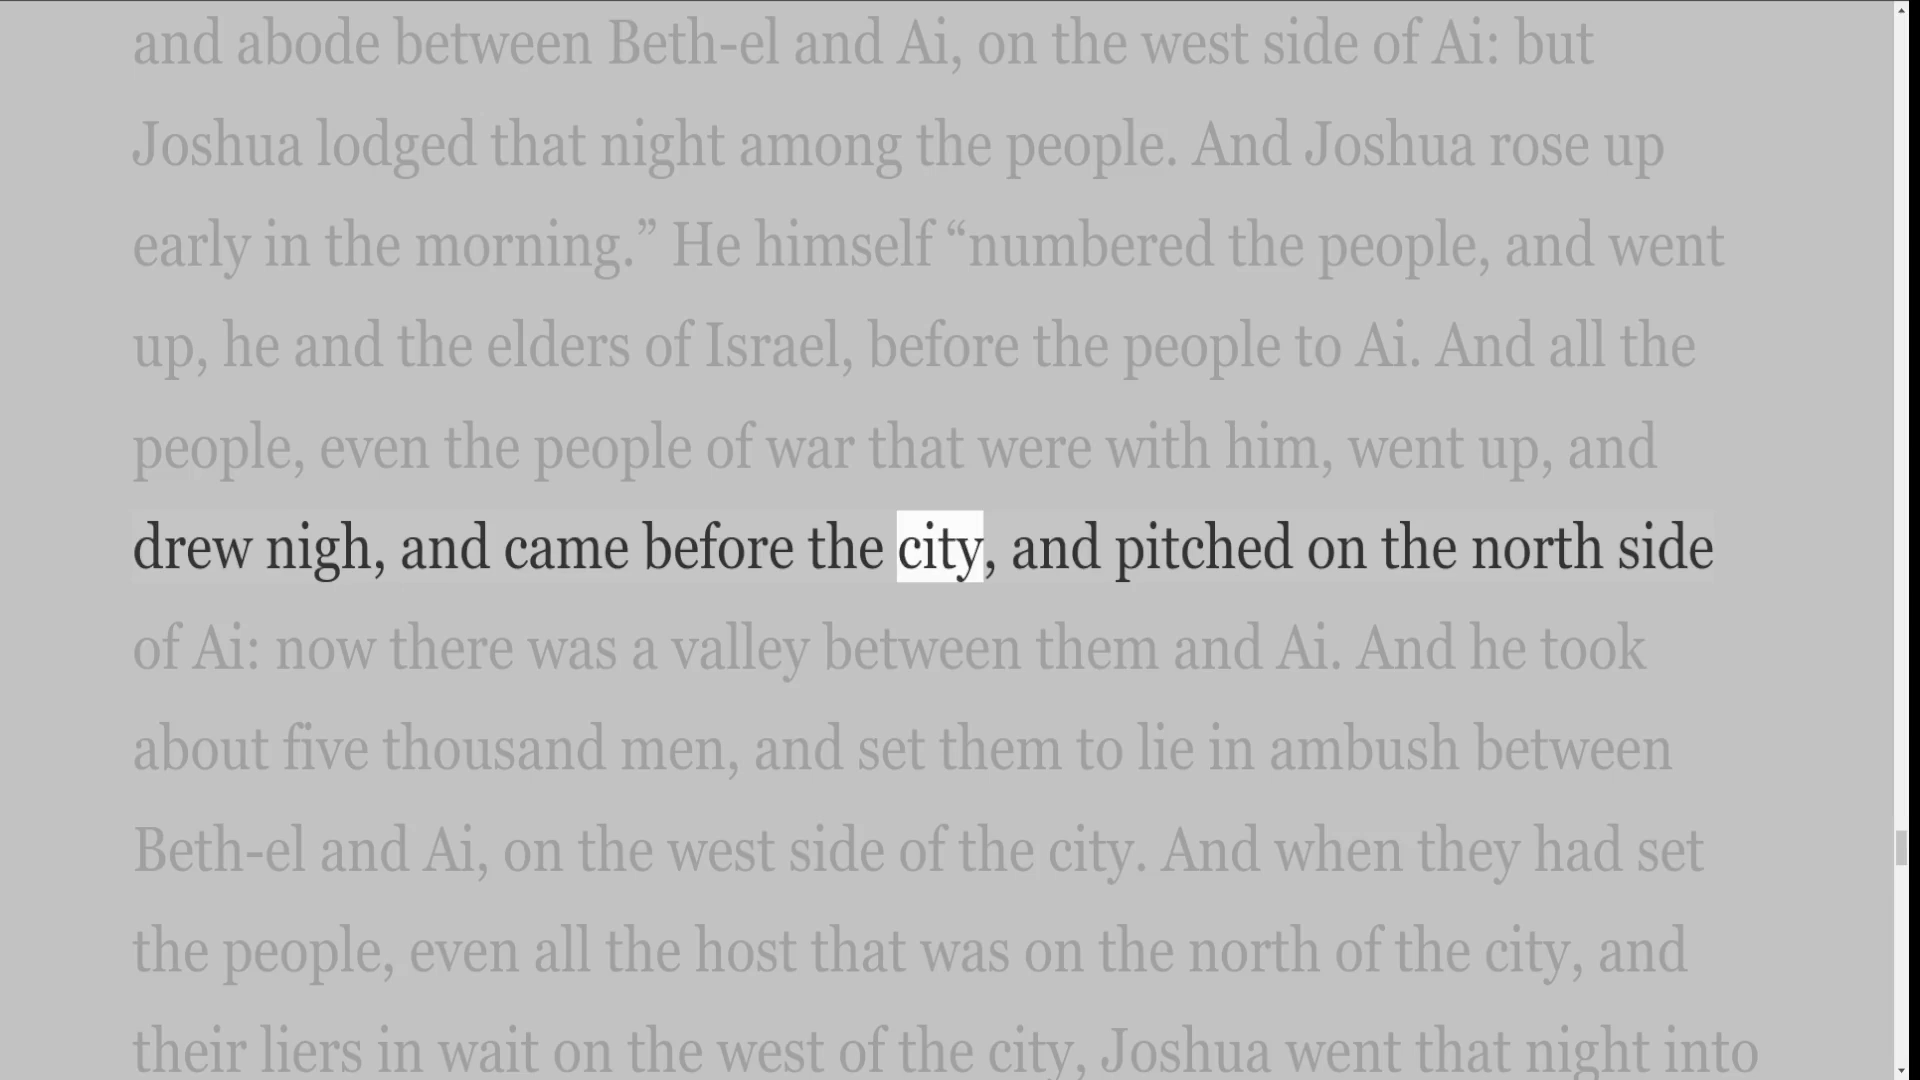 and abode between Beth-el and Ai, on the west side of Ai: but
Joshua lodged that night among the people. And Joshua rose up
early in the morning.” He himself “numbered the people, and went
up, he and the elders of Israel, before the people to Ai. And all the
people, even the people of war that were with him, went up, and
drew nigh, and came before the city, and pitched on the north side
of Ai: now there was a valley between them and Ai. And he took
about five thousand men, and set them to lie in ambush between
Beth-el and Ai, on the west side of the city. And when they had set
the people, even all the host that was on the north of the city, and
their liers in wait on the west of the city, Joshua went that night into